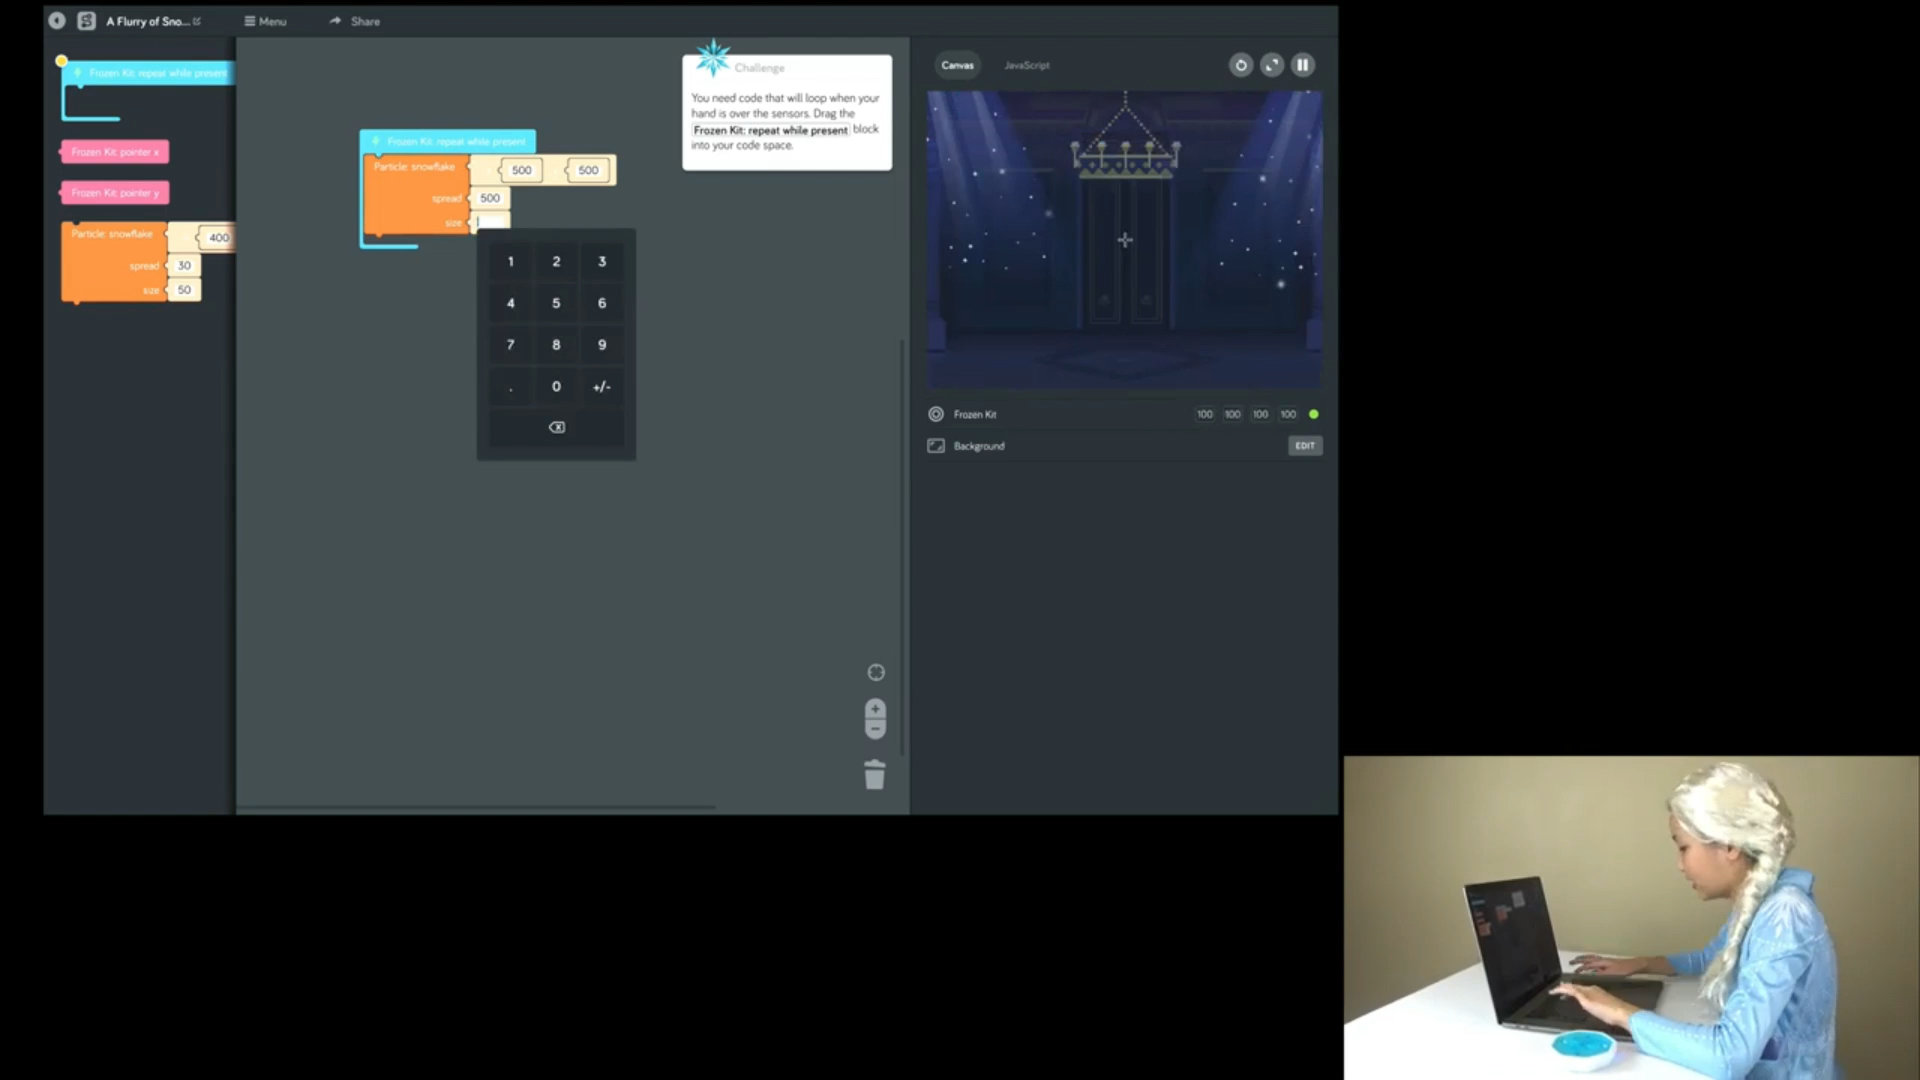 A Flurry of Sno...
Menu
Share
Frozen Kit: repeat while present
Frozen Kit: pointer x
Frozen Kit: pointer y
Particle: snowflake
400
spread 30
size 50
Frozen Kit: repeat while present
Particle: snowflake
500
500
spread 500
size
1 2 3
4 5 6
7 8 9
. 0 +/-
Challenge
You need code that will loop when your
hand is over the sensors. Drag the
Frozen Kit: repeat while present block
into your code space.
Canvas
JavaScript
Frozen Kit
100 100 100 100
Background
EDIT